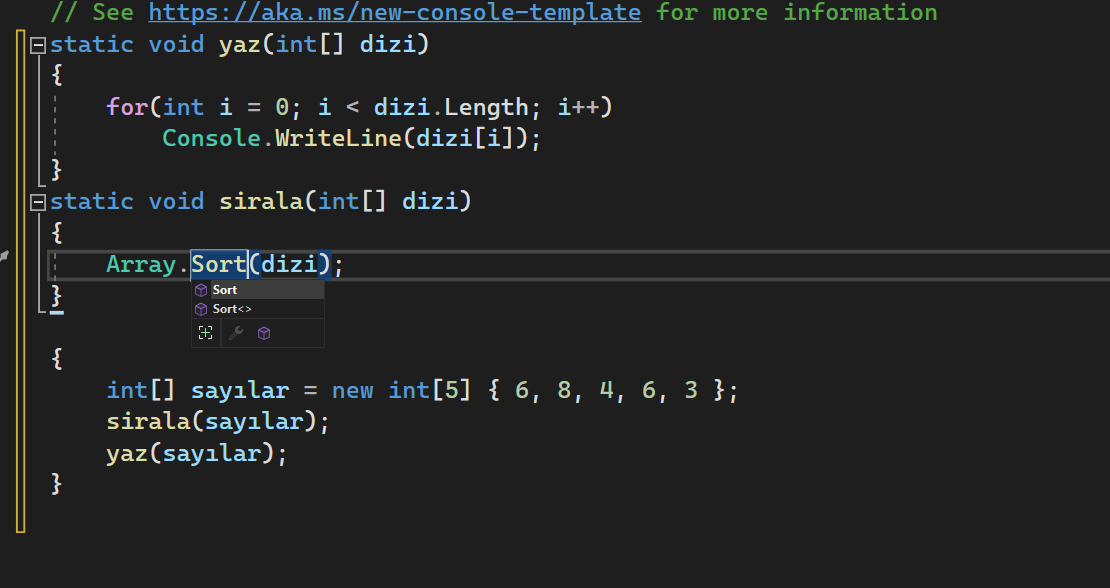 // See https://aka.ms/new-console-template for more information
static void yaz(int[] dizi)
{
for(int i = 0; i < dizi.Length; i++)
Console.WriteLine(dizi[i]);
}
static void sirala(int[] dizi)
{
Array.Sort(dizi);
Sort
}
Sort<>
{
int[] sayılar = new int[5] { 6, 8, 4, 6, 3 };
sirala(sayılar);
yaz(sayılar);
}